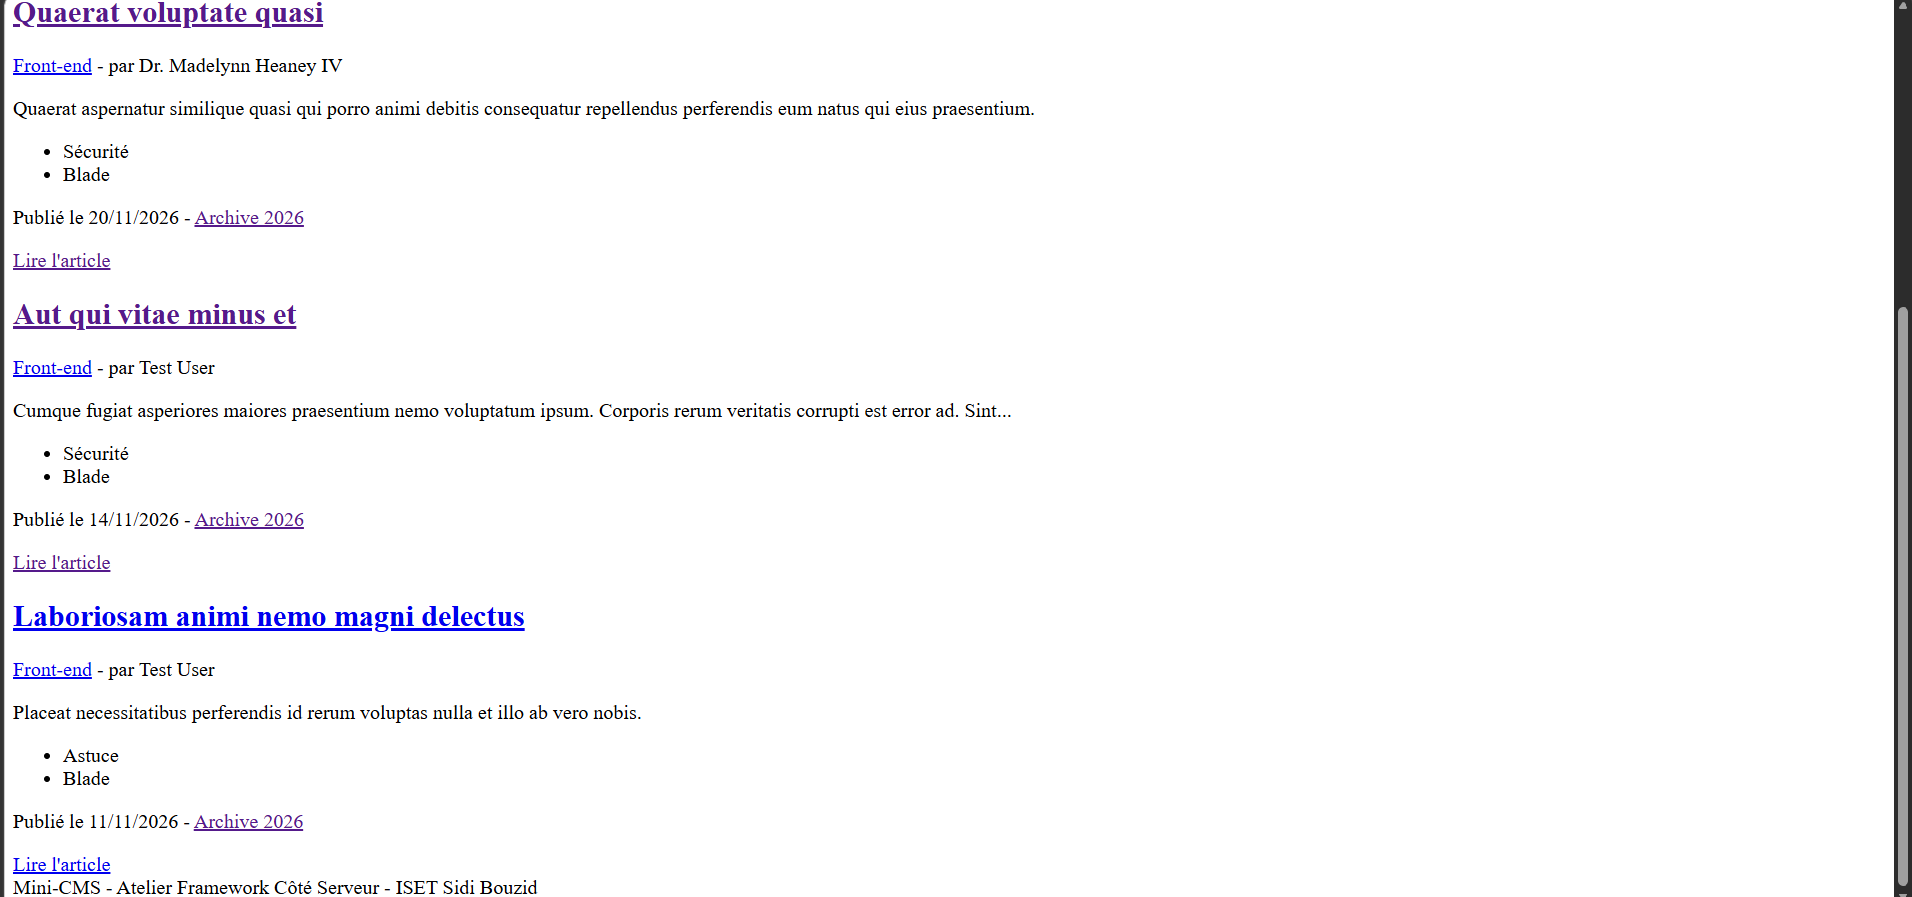 Quaerat voluptate quasi
Front-end - par Dr. Madelynn Heaney IV
Quaerat aspernatur similique quasi qui porro animi debitis consequatur repellendus perferendis eum natus qui eius praesentium.
Sécurité
Blade
Publié le 20/11/2026 - Archive 2026
Lire l'article
Aut qui vitae minus et
Front-end - par Test User
Cumque fugiat asperiores maiores praesentium nemo voluptatum ipsum. Corporis rerum veritatis corrupti est error ad. Sint...
Sécurité
Blade
Publié le 14/11/2026 - Archive 2026
Lire l'article
Laboriosam animi nemo magni delectus
Front-end - par Test User
Placeat necessitatibus perferendis id rerum voluptas nulla et illo ab vero nobis.
Astuce
Blade
Publié le 11/11/2026 - Archive 2026
Lire l'article
Mini-CMS - Atelier Framework Côté Serveur - ISET Sidi Bouzid